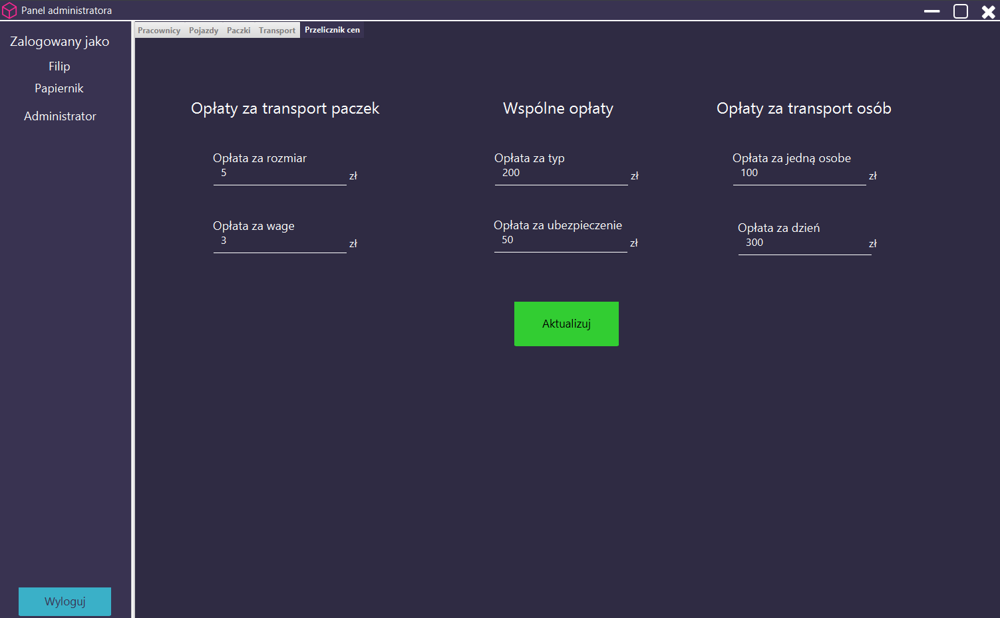 Panel administratora
Zalogowany jako
Filip
Papiernik
Administrator
Wyloguj
Pracownicy Pojazdy Paczki Transport Przelicznik cen
Opłaty za transport paczek
Opłata za rozmiar
5 zł
Opłata za wage
3 zł
Wspólne opłaty
Opłata za typ
200 zł
Opłata za ubezpieczenie
50 zł
Opłaty za transport osób
Opłata za jedną osobe
100 zł
Opłata za dzień
300 zł
Aktualizuj